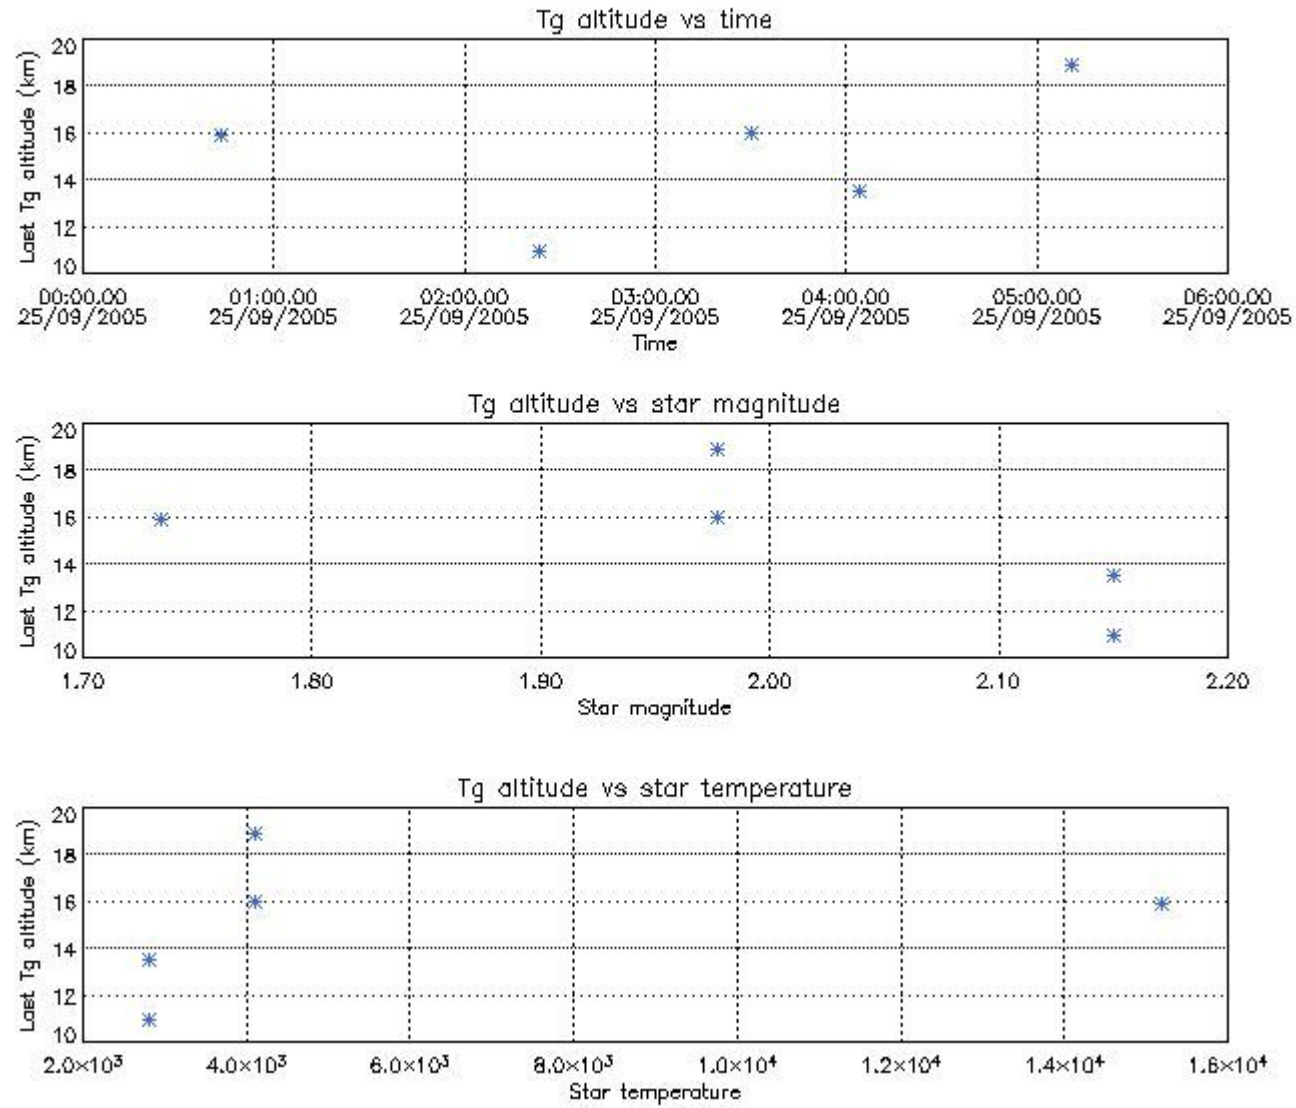 Tg altitude vs time
Last Tg altitude (km)
20
18
16
14
12
10
00:00.00 01:00.00 02:00.00 03:00.00 04:00.00 05:00.00 06:00.00
25/09/2005 25/09/2005 25/09/2005 25/09/2005 25/09/2005 25/09/2005 25/09/2005
Time
Tg altitude vs star magnitude
Last Tg altitude (km)
20
18
16
14
12
10
1.70 1.80 1.90 2.00 2.10 2.20
Star magnitude
Tg altitude vs star temperature
Last Tg altitude (km)
20
18
16
14
12
10
2.0×10³ 4.0×10³ 6.0×10³ 8.0×10³ 1.0×10⁴ 1.2×10⁴ 1.4×10⁴ 1.6×10⁴
Star temperature